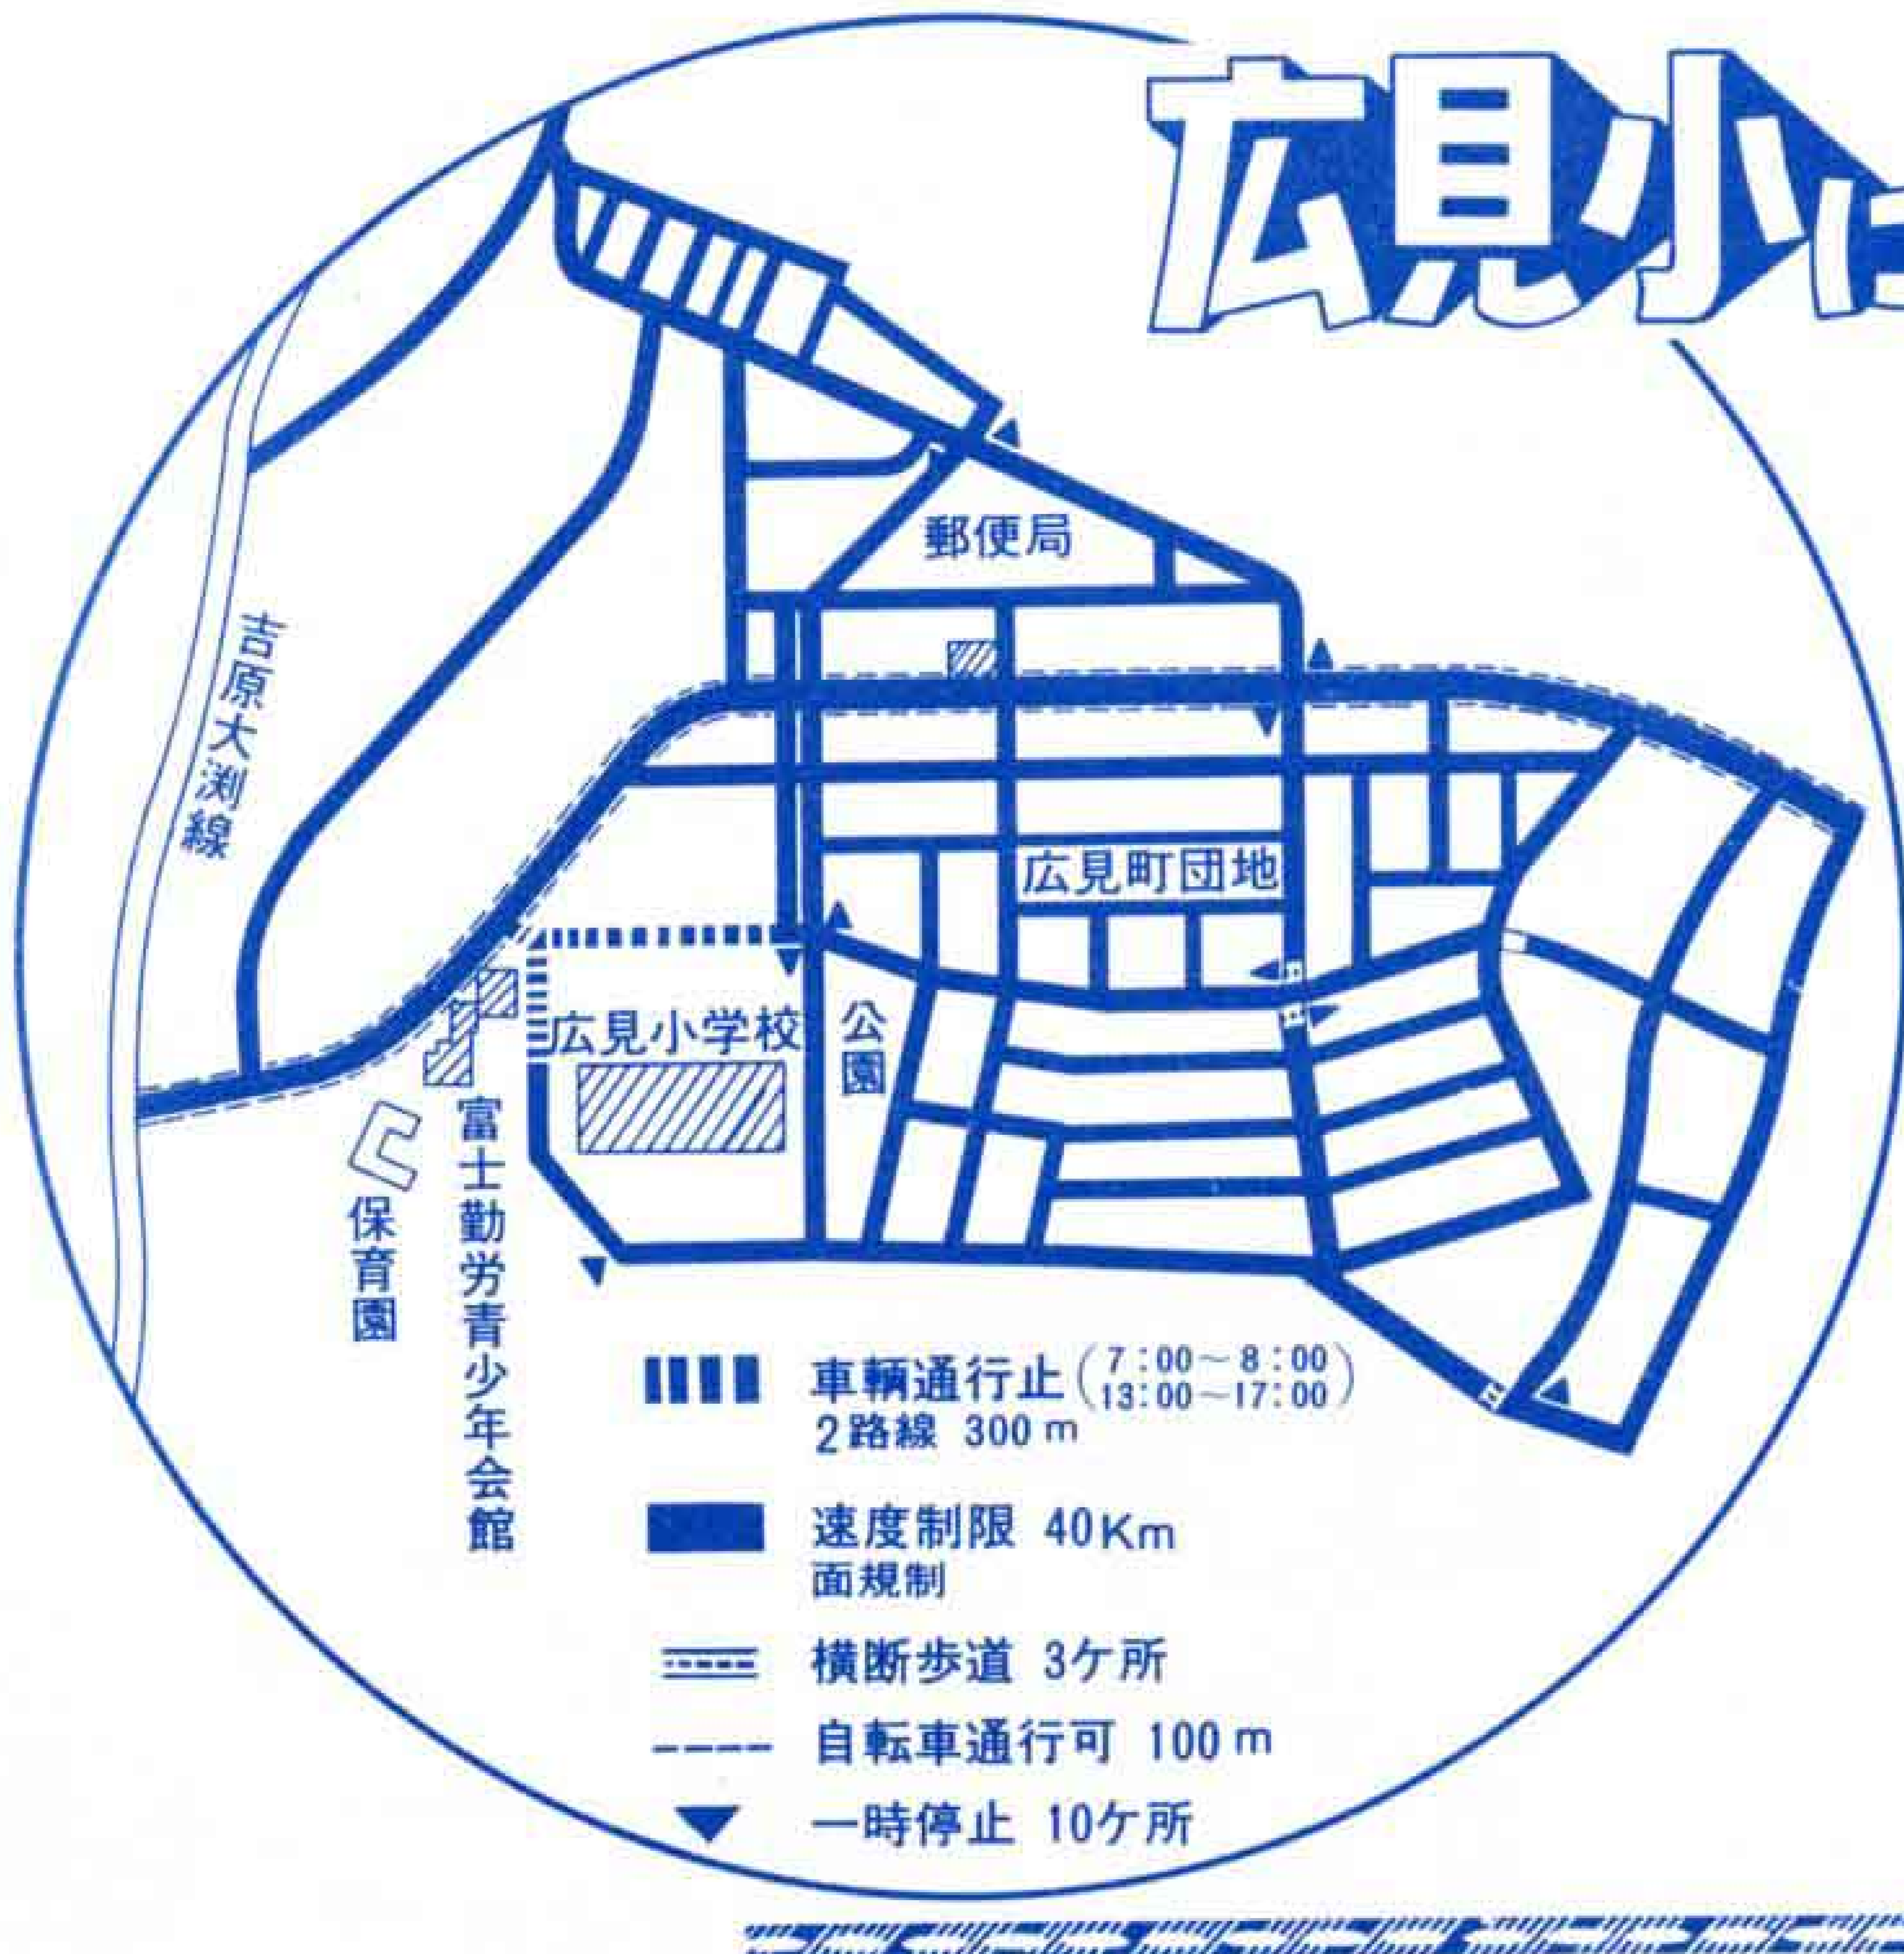 広見小
郵便局
吉原大渕線
広見町団地
広見小学校
公園
富士勤労青少年会館
保育園
車輌通行止(7:00~8:00
13:00~17:00)
2路線 300m
速度制限 40Km
面規制
横断歩道 3ケ所
自転車通行可 100m
一時停止 10ケ所